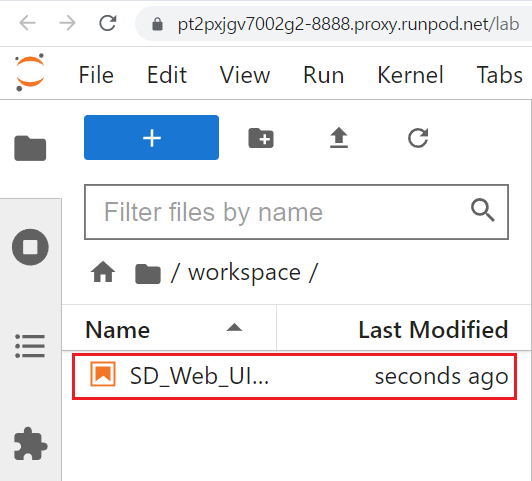 pt2pxjgv7002g2-8888.proxy.runpod.net/lab
File Edit View Run Kernel Tabs
Filter files by name
/ workspace /
Name Last Modified
SD_Web_UI... seconds ago